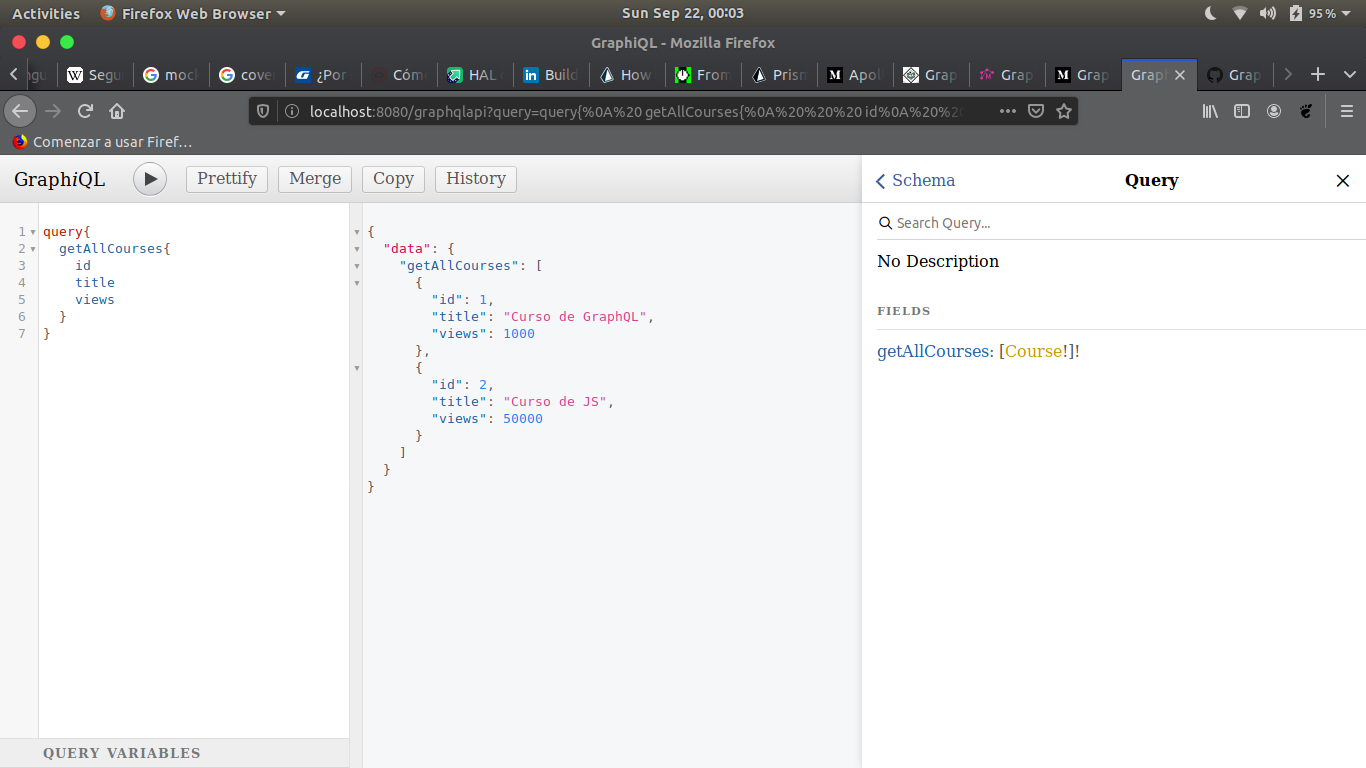 Activities Firefox Web Browser Sun Sep 22, 00:03 95%
GraphiQL - Mozilla Firefox
Segu mock cove ¿Por Cómo HAL Build How From Prism Apol Grap Grap Grap Graph Grap
localhost:8080/graphqlapi?query=query{%0A%20 getAllCourses{%0A%20%20%20 id%0A%20%2
Comenzar a usar Firef…
GraphiQL Prettify Merge Copy History
Schema Query
Search Query...
No Description
FIELDS
getAllCourses: [Course!]!
1 query{
2 getAllCourses{
3 id
4 title
5 views
6 }
7 }
{
"data": {
"getAllCourses": [
{
"id": 1,
"title": "Curso de GraphQL",
"views": 1000
},
{
"id": 2,
"title": "Curso de JS",
"views": 50000
}
]
}
}
QUERY VARIABLES